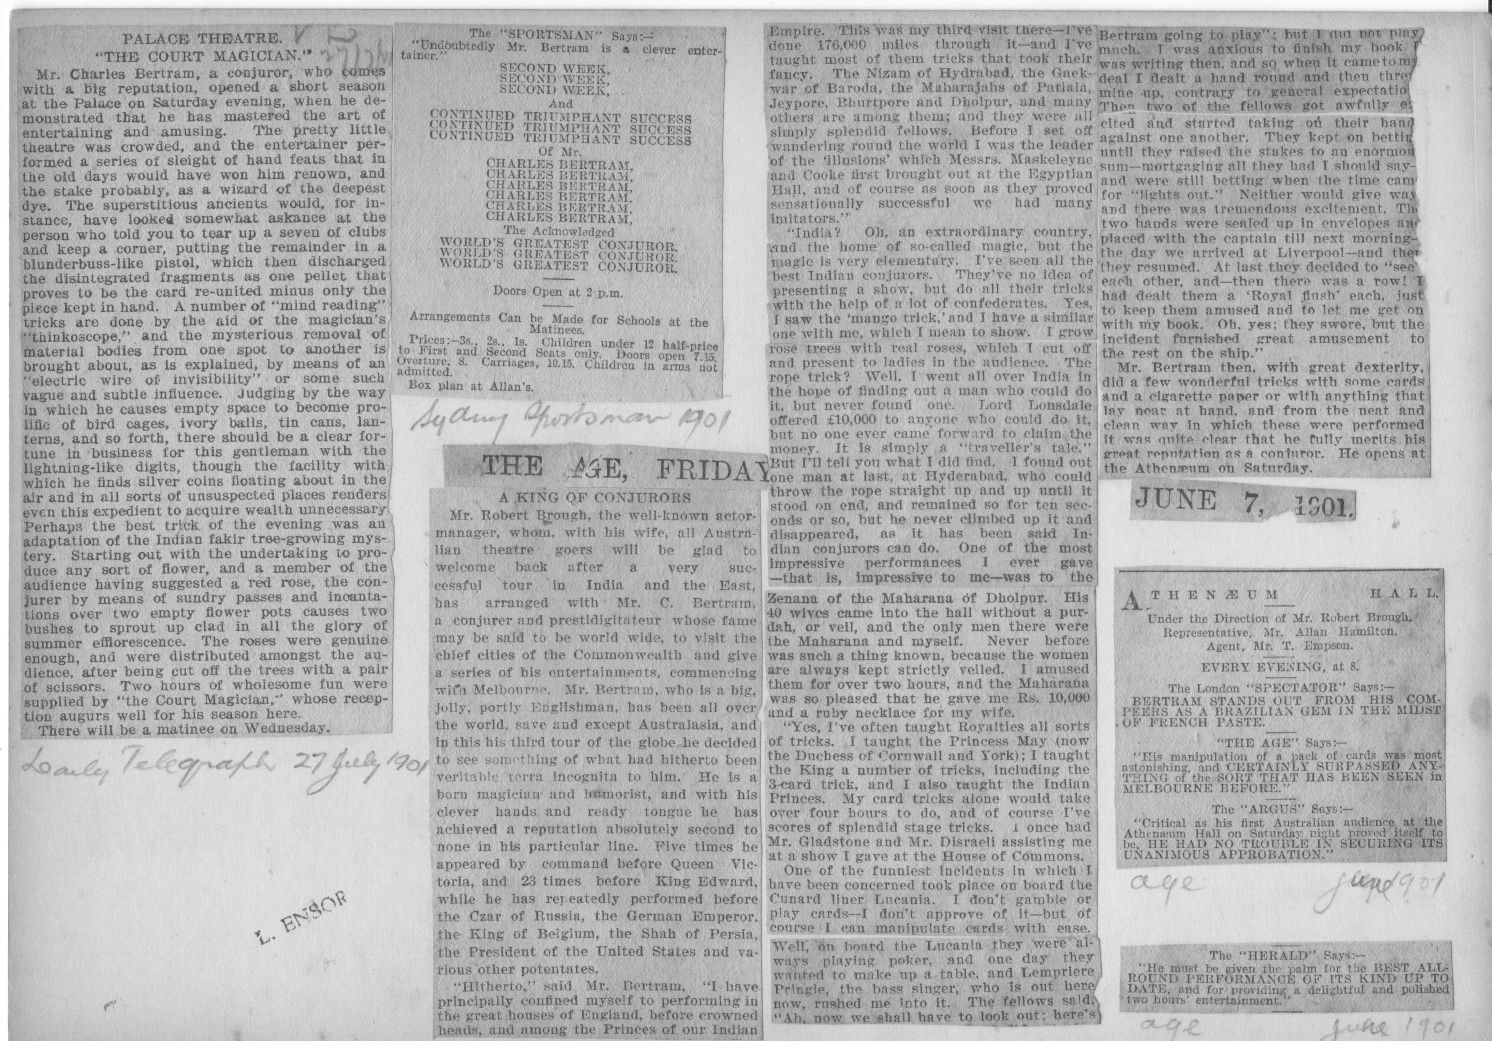 PALACE THEATRE.
"THE COURT MAGICIAN."
Mr. Charles Bertram, a conjuror, who comes
with a big reputation, opened a short season
at the Palace on Saturday evening, when he de-
monstrated that he has mastered the art of
entertaining and amusing. The pretty little
theatre was crowded, and the entertainer per-
formed a series of sleight of hand feats that in
the old days would have won him renown, and
the stake probably, as a wizard of the deepest
dye. The superstitious ancients would, for in-
stance, have looked somewhat askance at the
person who told you to tear up a seven of clubs
and keep a corner, putting the remainder in a
blunderbuss-like pistol, which then discharged
the disintegrated fragments as one pellet that
proves to be the card re-united minus only the
piece kept in hand. A number of "mind reading"
tricks are done by the aid of the magician's
"thinkoscope," and the mysterious removal of
material bodies from one spot to another is
brought about, as is explained, by means of an
"electric wire of invisibility" or some such
vague and subtle influence. Judging by the way
in which he causes empty space to become pro-
lific of bird cages, ivory balls, tin cans, lan-
terns, and so forth, there should be a clear for-
tune in business for this gentleman with the
lightning-like digits, though the facility with
which he finds silver coins floating about in the
air and in all sorts of unsuspected places renders
even this expedient to acquire wealth unnecessary
Perhaps the best trick of the evening was an
adaptation of the Indian fakir tree-growing mys-
tery. Starting out with the undertaking to pro-
duce any sort of flower, and a member of the
audience having suggested a red rose, the con-
jurer by means of sundry passes and incanta-
tions over two empty flower pots causes two
bushes to sprout up clad in all the glory of
summer efflorescence. The roses were genuine
enough, and were distributed amongst the au-
dience, after being cut off the trees with a pair
of scissors. Two hours of wholesome fun were
supplied by "the Court Magician," whose recep-
tion augurs well for his season here.
There will be a matinee on Wednesday.
Daily Telegraph 27 July 1901
L. ENSOR
The "SPORTSMAN" Says:—
"Undoubtedly Mr. Bertram is a clever enter-
tainer."
SECOND WEEK,
SECOND WEEK,
SECOND WEEK,
And
CONTINUED TRIUMPHANT SUCCESS
CONTINUED TRIUMPHANT SUCCESS
CONTINUED TRIUMPHANT SUCCESS
Of Mr.
CHARLES BERTRAM,
CHARLES BERTRAM,
CHARLES BERTRAM,
CHARLES BERTRAM,
CHARLES BERTRAM,
CHARLES BERTRAM,
The Acknowledged
WORLD'S GREATEST CONJUROR.
WORLD'S GREATEST CONJUROR.
WORLD'S GREATEST CONJUROR.
Doors Open at 2 p.m.
Arrangements Can be Made for Schools at the
Matinees.
Prices:—3s., 2s., 1s. Children under 12 half-price
to First and Second Seats only. Doors open 7.15.
Overture, 8. Carriages, 10.15. Children in arms not
admitted.
Box plan at Allan's.
Sydney Sportsman 1901
THE AGE, FRIDAY
A KING OF CONJURORS
Mr. Robert Brough, the well-known actor-
manager, whom, with his wife, all Austra-
lian theatre goers will be glad to
welcome back after a very suc-
cessful tour in India and the East,
has arranged with Mr. C. Bertram,
a conjurer and prestidigitateur whose fame
may be said to be world wide, to visit the
chief cities of the Commonwealth and give
a series of his entertainments, commencing
with Melbourne. Mr. Bertram, who is a big,
jolly, portly Englishman, has been all over
the world, save and except Australasia, and
in this his third tour of the globe he decided
to see something of what had hitherto been
veritable terra incognita to him. He is a
born magician and humorist, and with his
clever hands and ready tongue he has
achieved a reputation absolutely second to
none in his particular line. Five times he
appeared by command before Queen Vic-
toria, and 23 times before King Edward,
while he has repeatedly performed before
the Czar of Russia, the German Emperor,
the King of Belgium, the Shah of Persia,
the President of the United States and va-
rious other potentates.
"Hitherto," said Mr. Bertram, "I have
principally confined myself to performing in
the great houses of England, before crowned
heads, and among the Princes of our Indian
Empire. This was my third visit there—I've
done 176,000 miles through it—and I've
taught most of them tricks that took their
fancy. The Nizam of Hydrabad, the Gaek-
war of Baroda, the Maharajahs of Patiala,
Jeypore, Bhurtpore and Dholpur, and many
others are among them; and they were all
simply splendid fellows. Before I set off
wandering round the world I was the leader
of the 'illusions' which Messrs. Maskeleyne
and Cooke first brought out at the Egyptian
Hall, and of course as soon as they proved
sensationally successful we had many
imitators."
"India? Oh, an extraordinary country,
and the home of so-called magic, but the
magic is very elementary. I've seen all the
best Indian conjurors. They've no idea of
presenting a show, but do all their tricks
with the help of a lot of confederates. Yes,
I saw the 'mango trick,' and I have a similar
one with me, which I mean to show. I grow
rose trees with real roses, which I cut off
and present to ladies in the audience. The
rope trick? Well, I went all over India in
the hope of finding out a man who could do
it, but never found one. Lord Lonsdale
offered £10,000 to anyone who could do it,
but no one ever came forward to claim the
money. It is simply a "traveller's tale."
But I'll tell you what I did find. I found out
one man at last, at Hyderabad, who could
throw the rope straight up and up until it
stood on end, and remained so for ten sec-
onds or so, but he never climbed up it and
disappeared, as it has been said In-
dian conjurors can do. One of the most
impressive performances I ever gave
—that is, impressive to me—was to the
Zenana of the Maharana of Dholpur. His
40 wives came into the hall without a pur-
dah, or veil, and the only men there were
the Maharana and myself. Never before
was such a thing known, because the women
are always kept strictly veiled. I amused
them for over two hours, and the Maharana
was so pleased that he gave me Rs. 10,000
and a ruby necklace for my wife.
"Yes, I've often taught Royalties all sorts
of tricks. I taught the Princess May (now
the Duchess of Cornwall and York); I taught
the King a number of tricks, including the
3-card trick, and I also taught the Indian
Princes. My card tricks alone would take
over four hours to do, and of course I've
scores of splendid stage tricks. I once had
Mr. Gladstone and Mr. Disraeli assisting me
at a show I gave at the House of Commons.
One of the funniest incidents in which I
have been concerned took place on board the
Cunard liner Lucania. I don't gamble or
play cards—I don't approve of it—but of
course I can manipulate cards with ease.
Well, on board the Lucania they were al-
ways playing poker, and one day they
wanted to make up a table, and Lempriere
Pringle, the bass singer, who is out here
now, rushed me into it. The fellows said,
"Ah, now we shall have to look out; here's
Bertram going to play"; but I did not play
much. I was anxious to finish my book I
was writing then, and so when it came to my
deal I dealt a hand round and then threw
mine up, contrary to general expectatio
Then two of the fellows got awfully ex
cited and started taking on their hand
against one another. They kept on bettin
until they raised the stakes to an enormou
sum—mortgaging all they had I should say—
and were still betting when the time cam
for "lights out." Neither would give way
and there was tremendous excitement. The
two hands were sealed up in envelopes and
placed with the captain till next morning—
the day we arrived at Liverpool—and then
they resumed. At last they decided to "see"
each other, and—then there was a row! I
had dealt them a 'Royal flush' each, just
to keep them amused and to let me get on
with my book. Oh, yes; they swore, but the
incident furnished great amusement to
the rest on the ship."
Mr. Bertram then, with great dexterity,
did a few wonderful tricks with some cards
and a cigarette paper or with anything that
lay near at hand, and from the neat and
clean way in which these were performed
it was quite clear that he fully merits his
great reputation as a conjuror. He opens at
the Athenæum on Saturday.
JUNE 7, 1901.
ATHENÆUM HALL.
Under the Direction of Mr. Robert Brough.
Representative, Mr. Allan Hamilton.
Agent, Mr. T. Empson.
EVERY EVENING, at 8.
The London "SPECTATOR" Says:—
BERTRAM STANDS OUT FROM HIS COM-
PEERS AS A BRAZILIAN GEM IN THE MIDST
OF FRENCH PASTE.
"THE AGE" Says:—
"His manipulation of a pack of cards was most
astonishing, and CERTAINLY SURPASSED ANY-
THING of the SORT THAT HAS BEEN SEEN in
MELBOURNE BEFORE."
The "ARGUS" Says:—
"Critical as his first Australian audience at the
Athenæum Hall on Saturday night proved itself to
be, HE HAD NO TROUBLE IN SECURING ITS
UNANIMOUS APPROBATION."
age June 1901
The "HERALD" Says:—
"He must be given the palm for the BEST ALL-
ROUND PERFORMANCE OF ITS KIND UP TO
DATE, and for providing a delightful and polished
two hours' entertainment."
age June 1901